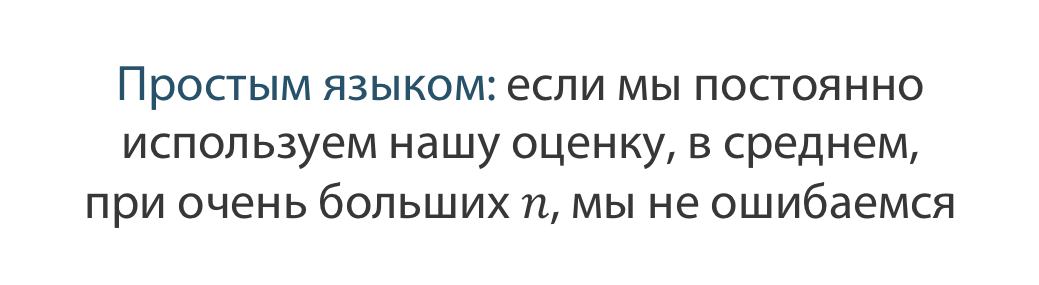 Простым языком: если мы постоянно
используем нашу оценку, в среднем,
при очень больших n, мы не ошибаемся